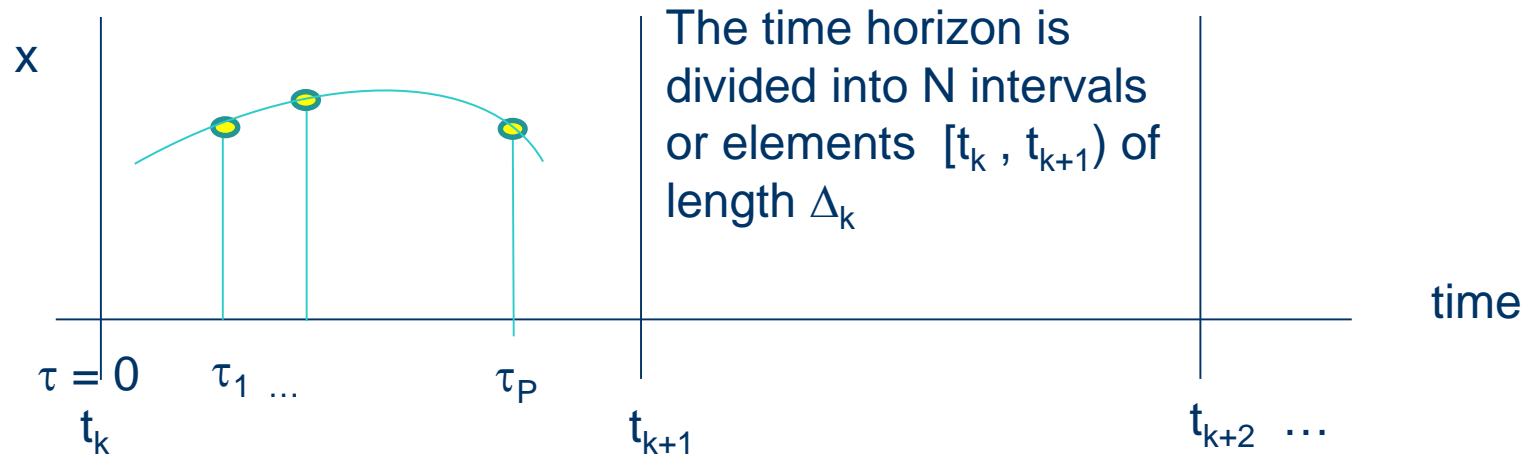 x
The time horizon is
divided into N intervals
or elements [tₖ , tₖ₊₁) of
length Δₖ
time
τ = 0 τ₁ ... τ_P
tₖ tₖ₊₁ tₖ₊₂ ...